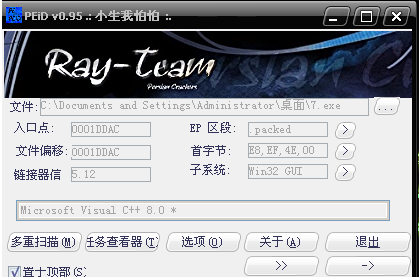 PEiD v0.95 .: 小生我怕怕 :.
Ray-Team
Persian Crackers
文件: C:\Documents and Settings\Administrator\桌面\7.exe ...
入口点: 0001DDAC EP 区段: packed >
文件偏移: 0001DDAC 首字节: E8,EF,4E,00 >
链接器信 5.12 子系统: Win32 GUI >
Microsoft Visual C++ 8.0 *
多重扫描(M) 任务查看器(T) 选项(O) 关于(A) 退出
置于顶部(S) >> ->